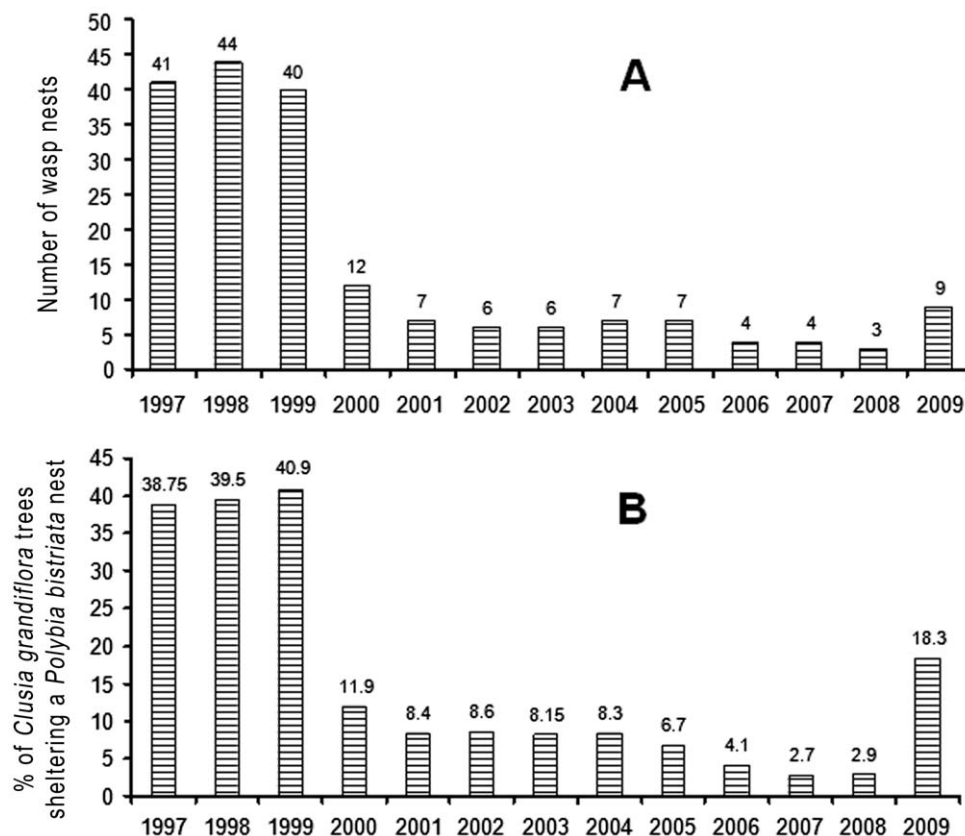 50
45
40
35
30
25
20
15
10
5
0
Number of wasp nests
A
41 44 40 12 7 6 6 7 7 4 4 3 9
1997 1998 1999 2000 2001 2002 2003 2004 2005 2006 2007 2008 2009
45
40
35
30
25
20
15
10
5
0
% of Clusia grandiflora trees
sheltering a Polybia bistriata nest
B
38.75 39.5 40.9 11.9 8.4 8.6 8.15 8.3 6.7 4.1 2.7 2.9 18.3
1997 1998 1999 2000 2001 2002 2003 2004 2005 2006 2007 2008 2009